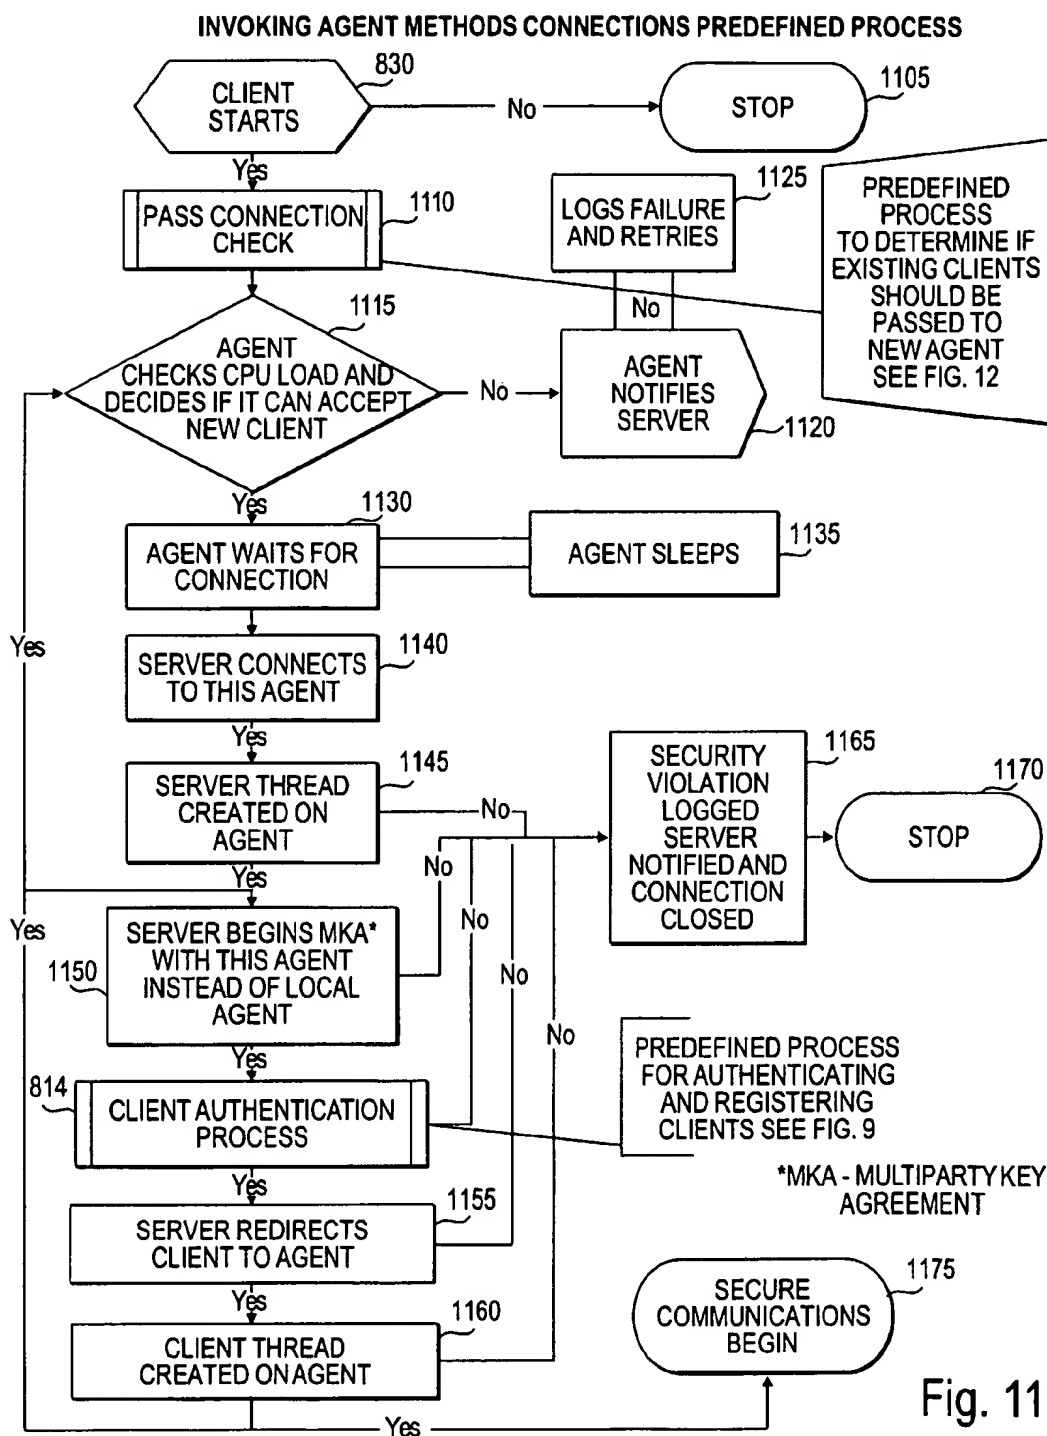 INVOKING AGENT METHODS CONNECTIONS PREDEFINED PROCESS
CLIENT
STARTS
830
No
STOP
1105
Yes
PASS CONNECTION
CHECK
1110
LOGS FAILURE
AND RETRIES
1125
No
PREDEFINED
PROCESS
TO DETERMINE IF
EXISTING CLIENTS
SHOULD BE
PASSED TO
NEW AGENT
SEE FIG. 12
AGENT
CHECKS CPU LOAD AND
DECIDES IF IT CAN ACCEPT
NEW CLIENT
1115
No
AGENT
NOTIFIES
SERVER
1120
Yes
AGENT WAITS FOR
CONNECTION
1130
AGENT SLEEPS
1135
Yes
SERVER CONNECTS
TO THIS AGENT
1140
Yes
SERVER THREAD
CREATED ON
AGENT
1145
No
SECURITY
VIOLATION
LOGGED
SERVER
NOTIFIED AND
CONNECTION
CLOSED
1165
STOP
1170
Yes
Yes
No
No
No
No
SERVER BEGINS MKA*
WITH THIS AGENT
INSTEAD OF LOCAL
AGENT
1150
Yes
CLIENT AUTHENTICATION
PROCESS
814
PREDEFINED PROCESS
FOR AUTHENTICATING
AND REGISTERING
CLIENTS SEE FIG. 9
*MKA - MULTIPARTY KEY
AGREEMENT
Yes
SERVER REDIRECTS
CLIENT TO AGENT
1155
Yes
CLIENT THREAD
CREATED ON AGENT
1160
SECURE
COMMUNICATIONS
BEGIN
1175
Yes
Fig. 11